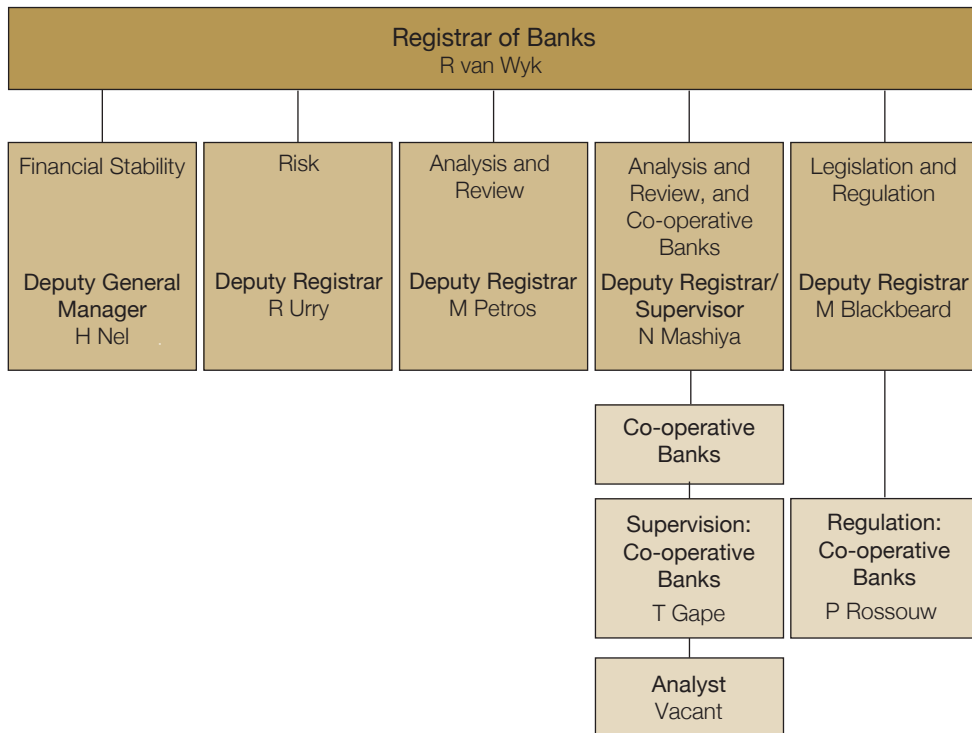 Registrar of Banks
R van Wyk
Financial Stability
Deputy General
Manager
H Nel
Risk
Deputy Registrar
R Urry
Analysis and
Review
Deputy Registrar
M Petros
Analysis and
Review, and
Co-operative
Banks
Deputy Registrar/
Supervisor
N Mashiya
Legislation and
Regulation
Deputy Registrar
M Blackbeard
Co-operative
Banks
Supervision:
Co-operative
Banks
T Gape
Regulation:
Co-operative
Banks
P Rossouw
Analyst
Vacant